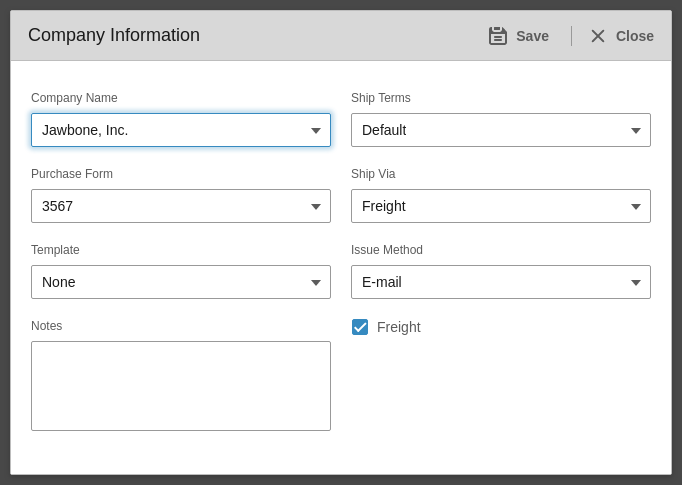 Company Information
Save
Close
Company Name
Jawbone, Inc.
Ship Terms
Default
Purchase Form
3567
Ship Via
Freight
Template
None
Issue Method
E-mail
Notes
Freight